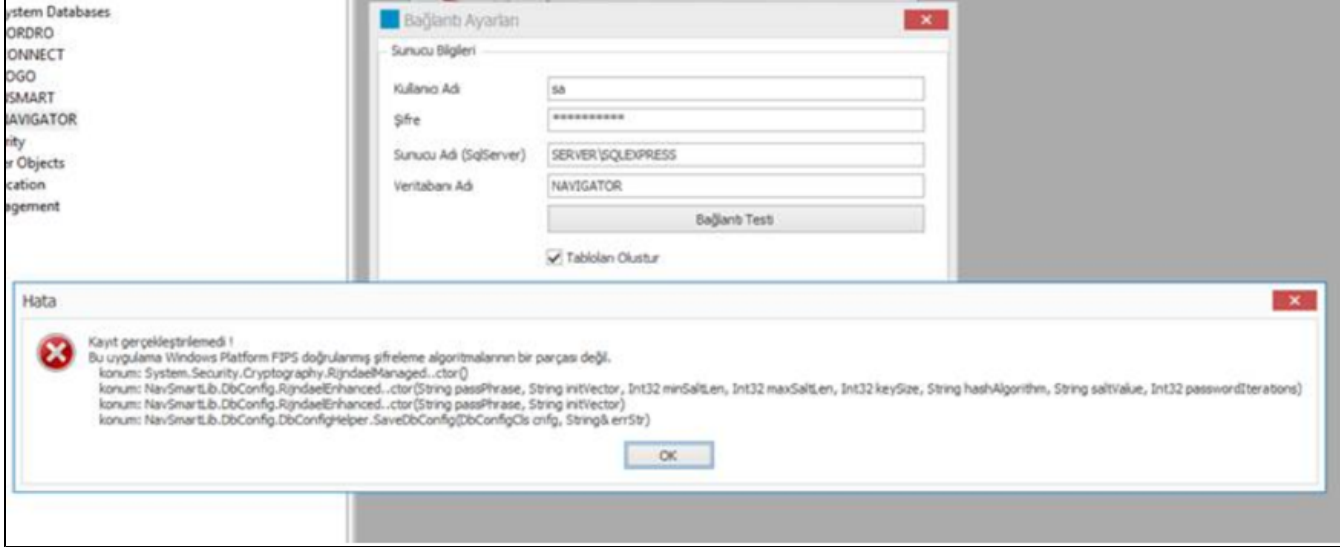 ystem Databases
ORDRO
ONNECT
OGO
ISMART
NAVIGATOR
rity
er Objects
cation
agement
Bağlantı Ayarları
Sunucu Bilgileri
Kullanıcı Adı
sa
Şifre
**********
Sunucu Adı (SqlServer)
SERVER\SQLEXPRESS
Veritabanı Adı
NAVIGATOR
Bağlantı Testi
Tabloları Olustur
Hata
Kayıt gerçekleştirilemedi !
Bu uygulama Windows Platform FIPS doğrulanmış şifreleme algoritmalarının bir parçası değil.
konum: System.Security.Cryptography.RijndaelManaged..ctor()
konum: NavSmartLib.DbConfig.RijndaelEnhanced..ctor(String passPhrase, String initVector, Int32 minSaltLen, Int32 maxSaltLen, Int32 keySize, String hashAlgorithm, String saltValue, Int32 passwordIterations)
konum: NavSmartLib.DbConfig.RijndaelEnhanced..ctor(String passPhrase, String initVector)
konum: NavSmartLib.DbConfig.DbConfigHelper.SaveDbConfig(DbConfigCls cnfg, String& errStr)
OK